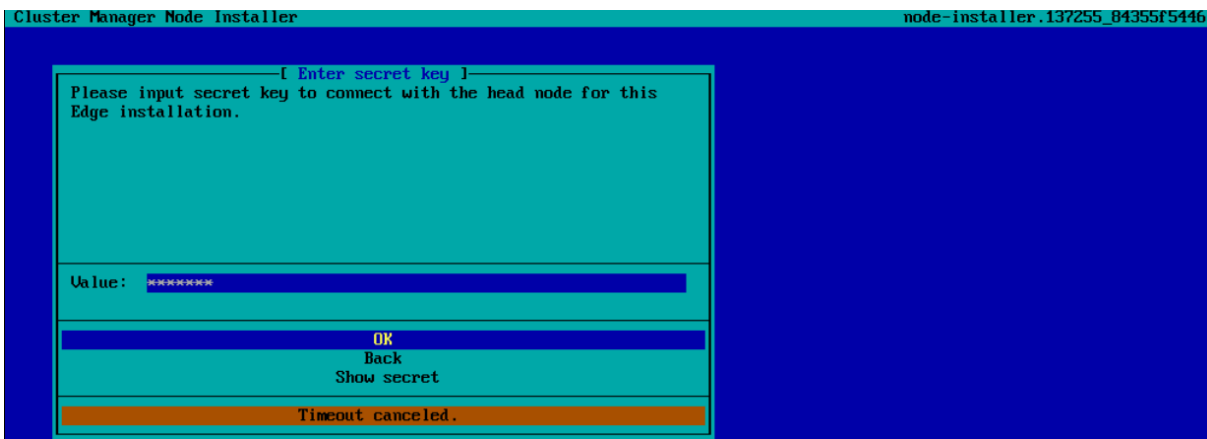 Cluster Manager Node Installer
node-installer.137255_84355f5446
[ Enter secret key ]
Please input secret key to connect with the head node for this
Edge installation.
Value: *******
OK
Back
Show secret
Timeout canceled.